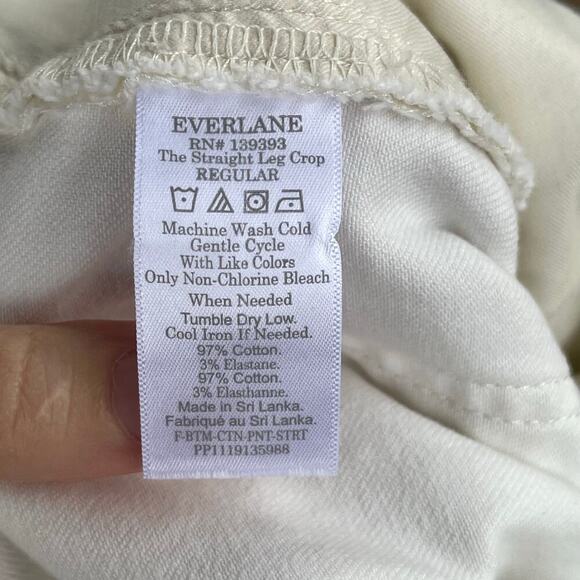 EVERLANE
RN# 139393
The Straight Leg Crop
REGULAR
Machine Wash Cold
Gentle Cycle
With Like Colors
Only Non-Chlorine Bleach
When Needed
Tumble Dry Low.
Cool Iron If Needed.
97% Cotton.
3% Elastane.
97% Cotton.
3% Elasthanne.
Made in Sri Lanka.
Fabriqué au Sri Lanka.
F-BTM-CTN-PNT-STRT
PP1119135988